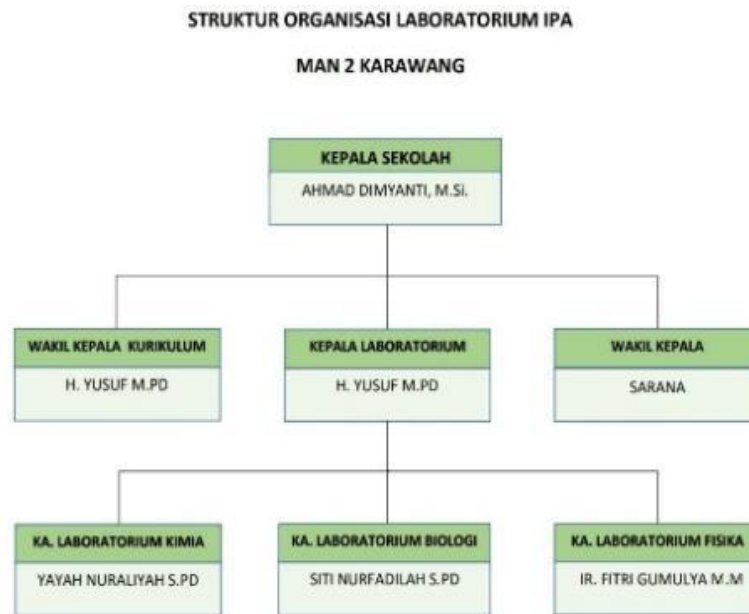 STRUKTUR ORGANISASI LABORATORIUM IPA
MAN 2 KARAWANG
KEPALA SEKOLAH
AHMAD DIMYANTI, M.Si.
WAKIL KEPALA KURIKULUM
H. YUSUF M.PD
KEPALA LABORATORIUM
H. YUSUF M.PD
WAKIL KEPALA
SARANA
KA. LABORATORIUM KIMIA
YAYAH NURALIYAH S.PD
KA. LABORATORIUM BIOLOGI
SITI NURFADILAH S.PD
KA. LABORATORIUM FISIKA
IR. FITRI GUMULYA M.M